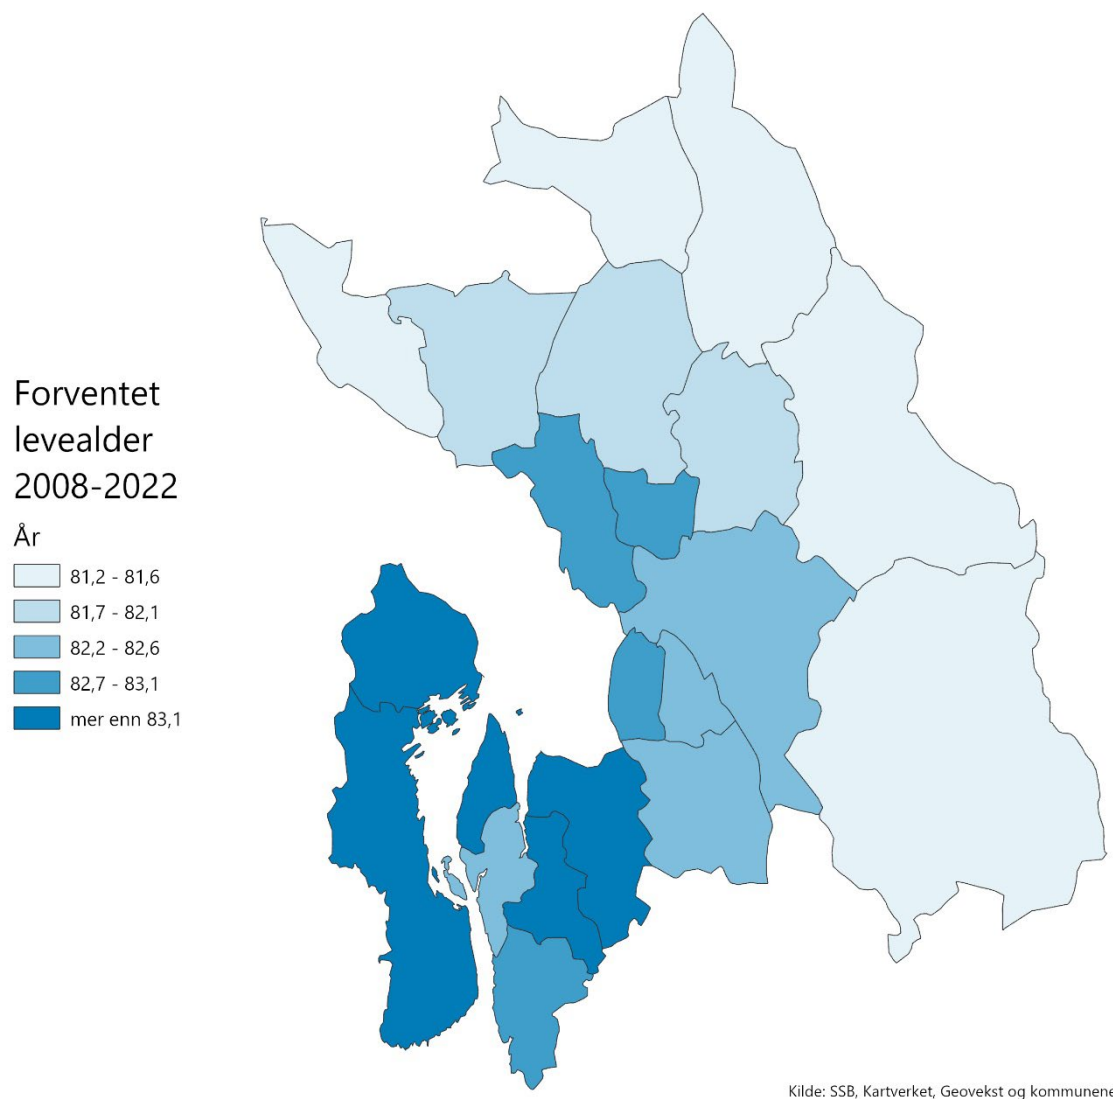 Forventet
levealder
2008-2022
År
81,2 - 81,6
81,7 - 82,1
82,2 - 82,6
82,7 - 83,1
mer enn 83,1
Kilde: SSB, Kartverket, Geovekst og kommunene